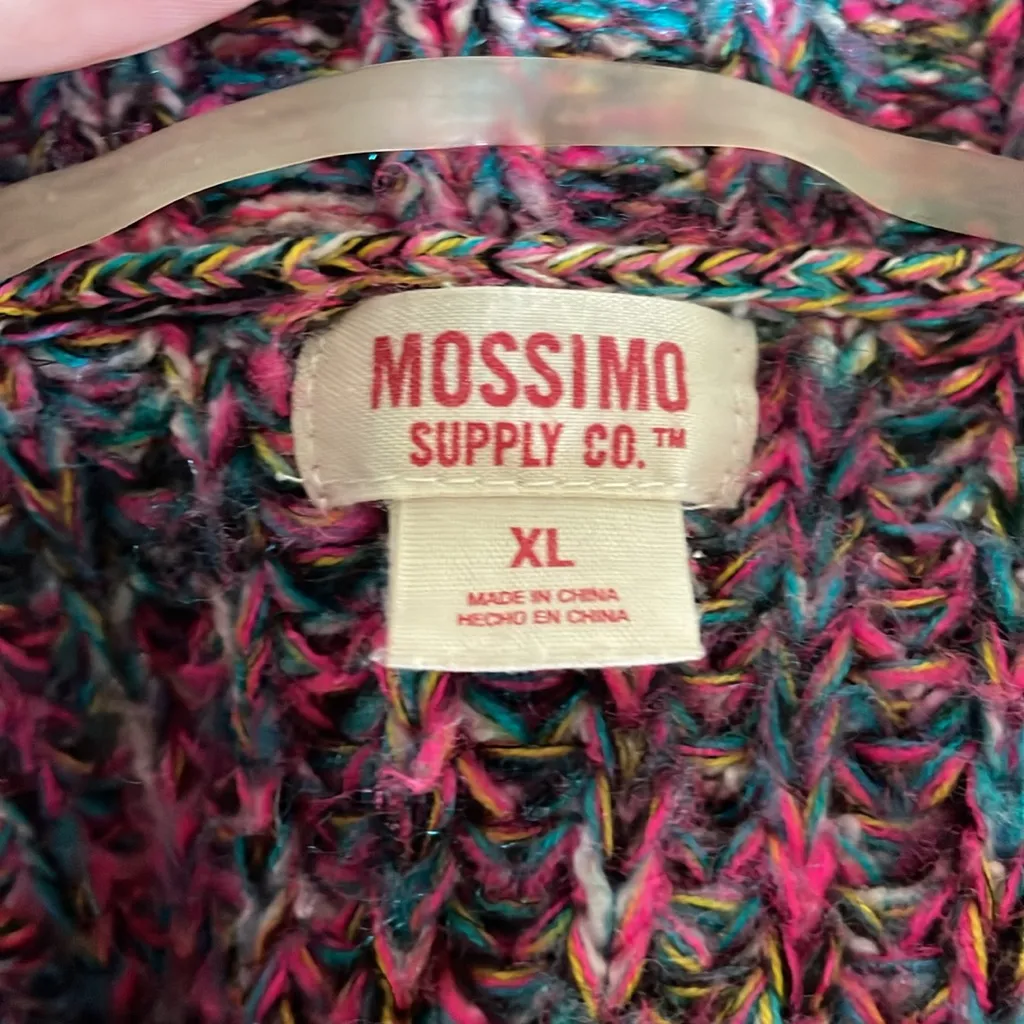 MOSSIMO
SUPPLY CO.™
XL
MADE IN CHINA
HECHO EN CHINA